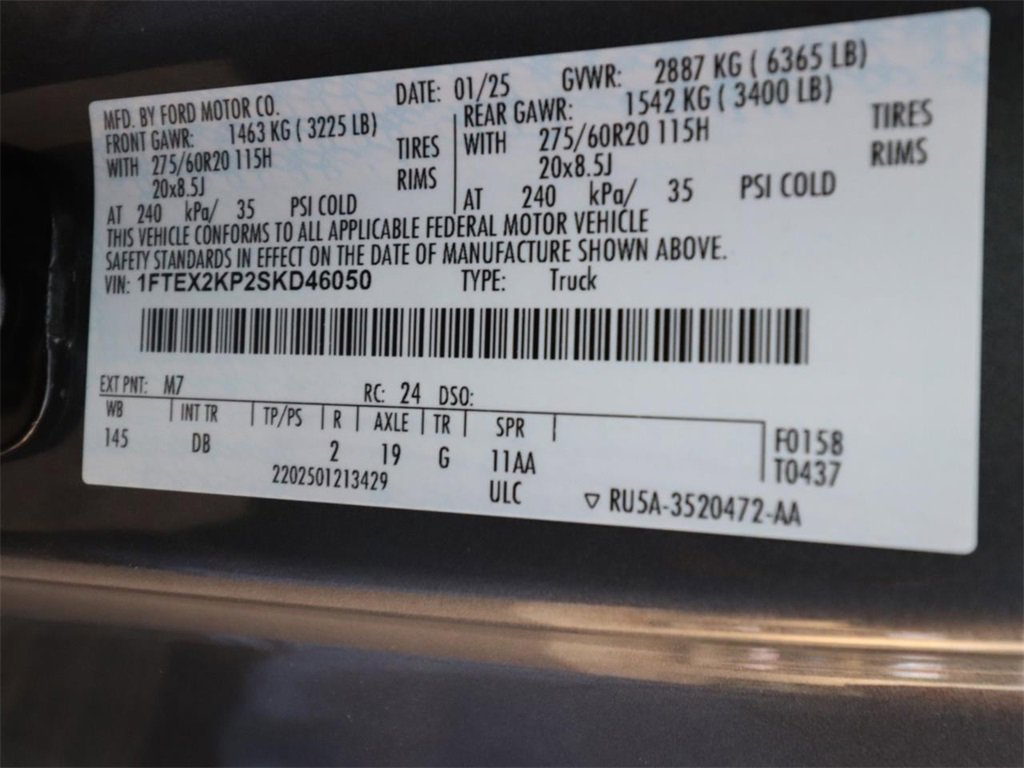 MFD. BY FORD MOTOR CO. DATE: 01/25 GVWR: 2887 KG ( 6365 LB)
FRONT GAWR: 1463 KG ( 3225 LB) REAR GAWR: 1542 KG ( 3400 LB)
WITH 275/60R20 115H TIRES WITH 275/60R20 115H TIRES
20x8.5J RIMS 20x8.5J RIMS
AT 240 kPa/ 35 PSI COLD AT 240 kPa/ 35 PSI COLD
THIS VEHICLE CONFORMS TO ALL APPLICABLE FEDERAL MOTOR VEHICLE
SAFETY STANDARDS IN EFFECT ON THE DATE OF MANUFACTURE SHOWN ABOVE.
VIN: 1FTEX2KP2SKD46050 TYPE: Truck
EXT PNT: M7 RC: 24 DSO:
WB INT TR TP/PS R AXLE TR SPR
145 DB 2 19 G 11AA
F0158
T0437
2202501213429 ULC ▽ RU5A-3520472-AA